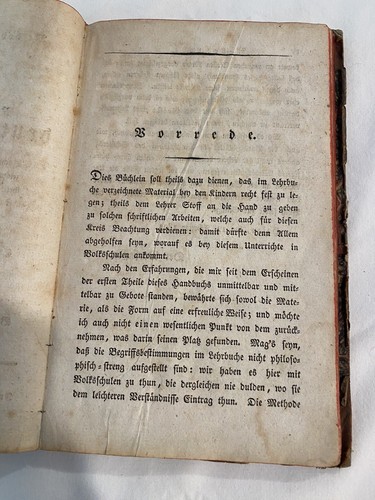 Vorrede.
Dies Büchlein soll theils dazu dienen, das im Lehrbu-
che verzeichnete Material bey den Kindern recht fest zu le-
gen; theils dem Lehrer Stoff an die Hand zu geben
zu solchen schriftlichen Arbeiten, welche auch für diesen
Kreis Beachtung verdienen: damit dürfte denn Allem
abgeholfen seyn, worauf es bey diesem Unterrichte in
Volksschulen ankommt.
Nach den Erfahrungen, die mir seit dem Erscheinen
der ersten Theile dieses Handbuchs unmittelbar und mit-
telbar zu Gebote standen, bewährte sich sowol die Mate-
rie, als die Form auf eine erfreuliche Weise; und möchte
ich auch nicht einen wesentlichen Punkt von dem zurück-
nehmen, was darin seinen Platz gefunden. Mag's seyn,
daß die Begriffsbestimmungen im Lehrbuche nicht philoso-
phisch-streng aufgestellt sind: wir haben es hier mit
Volksschulen zu thun, die dergleichen nie dulden, wo sie
dem leichteren Verständnisse Eintrag thun. Die Methode